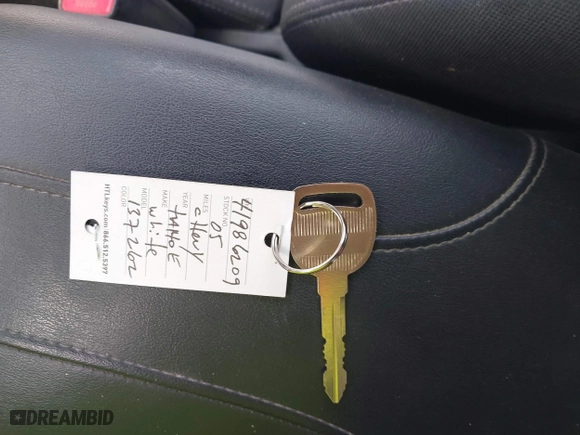 41986209
STOCK NO.
05
MILES
chevy
YEAR
TAHOE
MAKE
white
MODEL
137262
COLOR
HTLkeys.com 866.512.5397
DREAMBID